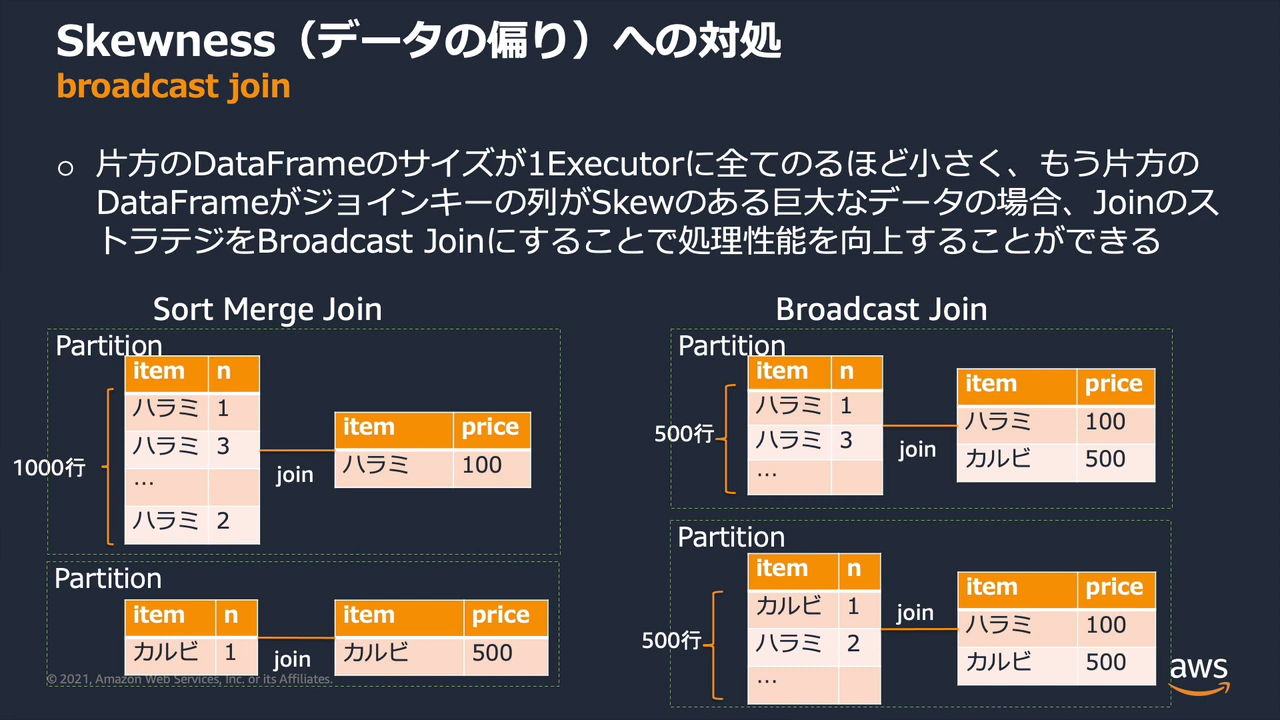 Skewness（データの偏り）への対処
broadcast join
○ 片方のDataFrameのサイズが1Executorに全てのるほど小さく、もう片方の
DataFrameがジョインキーの列がSkewのある巨大なデータの場合、Joinのス
トラテジをBroadcast Joinにすることで処理性能を向上することができる
Sort Merge Join
Partition
item n
ハラミ 1
ハラミ 3
…
ハラミ 2
1000行
join
item price
ハラミ 100
Partition
item n
カルビ 1
join
item price
カルビ 500
Broadcast Join
Partition
item n
ハラミ 1
ハラミ 3
…
500行
join
item price
ハラミ 100
カルビ 500
Partition
item n
カルビ 1
ハラミ 2
…
500行
join
item price
ハラミ 100
カルビ 500
© 2021, Amazon Web Services, Inc. or its Affiliates.
aws